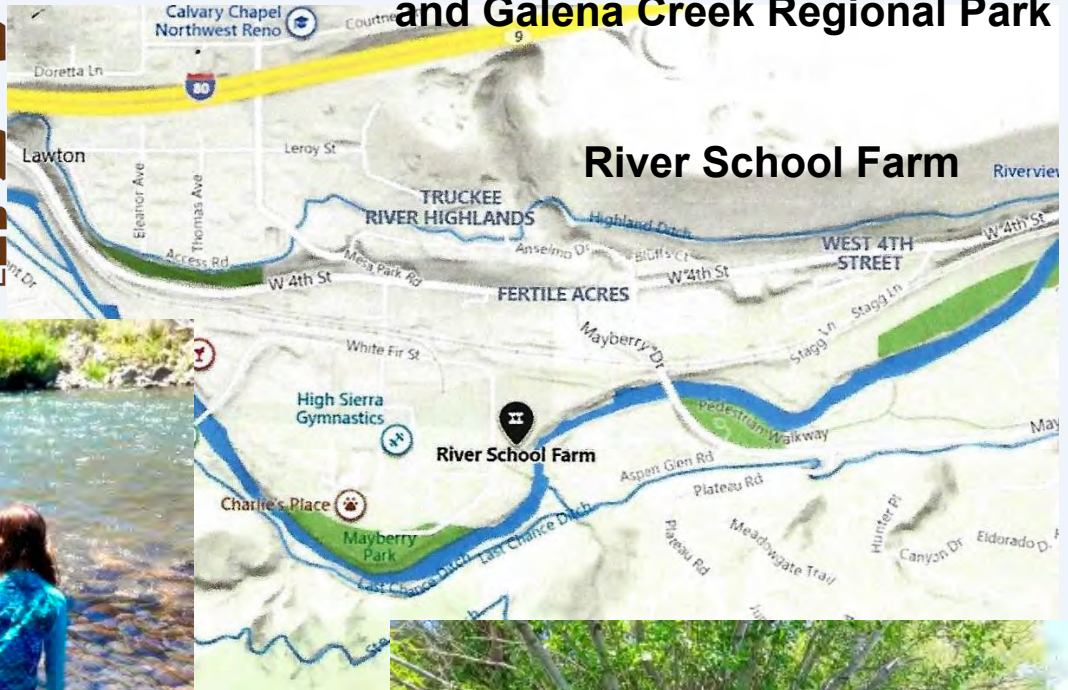 and Galena Creek Regional Park
Calvary Chapel
Northwest Reno
9
Doretta Ln
80
River School Farm
Lawton
Leroy St
Eleanor Ave
Thomas Ave
TRUCKEE
RIVER HIGHLANDS
Highland Ditch
W 4th St
Access Rd
Mesa Park Rd
Anselmo Dr
Bluffs Ct
WEST 4TH
STREET
W 4th St
W 4th St
FERTILE ACRES
Stagg Ln
Mayberry Dr
Stagg Ln
White Fir St
High Sierra
Gymnastics
Pedestrian Walkway
River School Farm
Aspen Glen Rd
Plateau Rd
Charlie's Place
Mayberry
Park
Last Chance Ditch
Last Chance Ditch
Plateau Rd
Meadowgate Trail
Hunter Pl
Canyon Dr